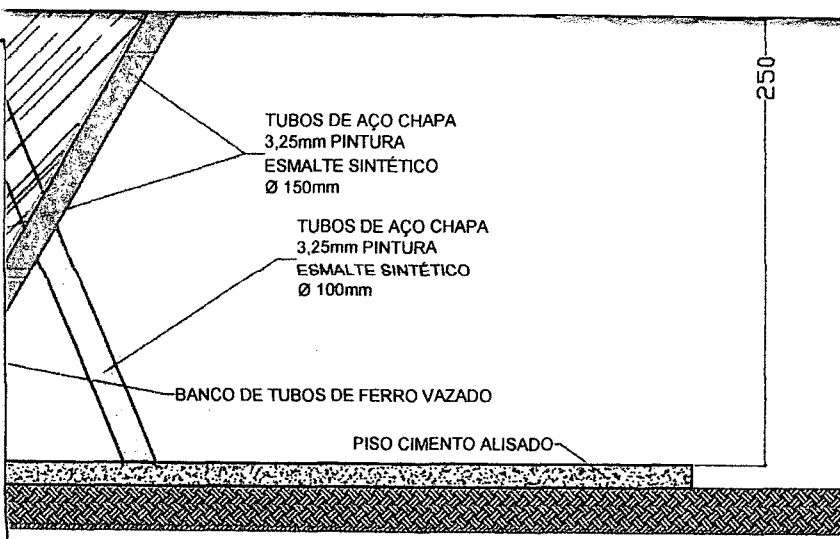 TUBOS DE AÇO CHAPA
3,25mm PINTURA
ESMALTE SINTÉTICO
Ø 150mm
TUBOS DE AÇO CHAPA
3,25mm PINTURA
ESMALTE SINTÉTICO
Ø 100mm
BANCO DE TUBOS DE FERRO VAZADO
PISO CIMENTO ALISADO
250